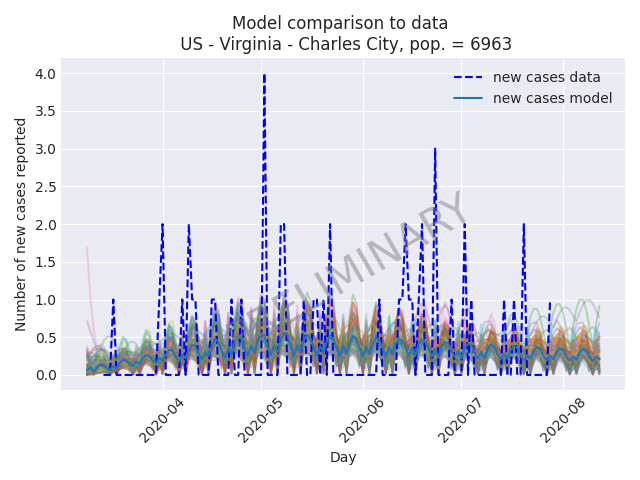 Model comparison to data
US - Virginia - Charles City, pop. = 6963
new cases data
new cases model
PRELIMINARY
Number of new cases reported
4.0
3.5
3.0
2.5
2.0
1.5
1.0
0.5
0.0
2020-04
2020-05
2020-06
2020-07
2020-08
Day